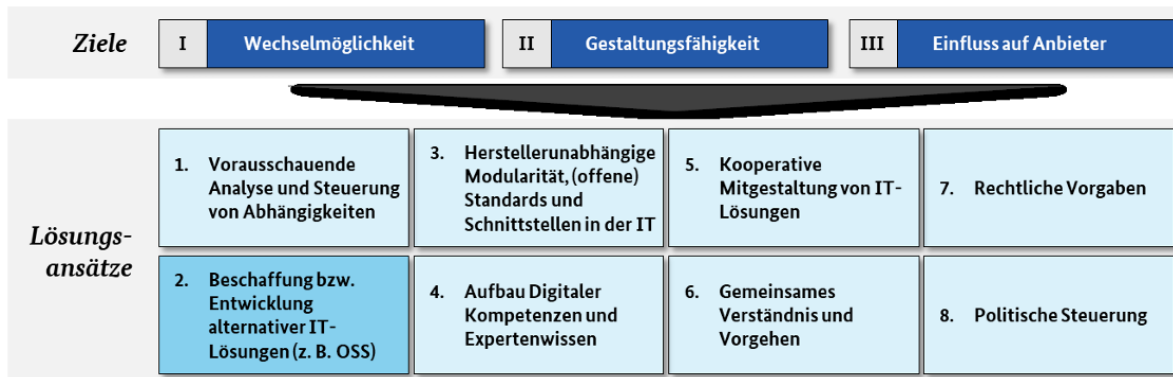 Ziele
I
Wechselmöglichkeit
II
Gestaltungsfähigkeit
III
Einfluss auf Anbieter
Lösungs-
ansätze
1. Vorausschauende
Analyse und Steuerung
von Abhängigkeiten
3. Herstellerunabhängige
Modularität, (offene)
Standards und
Schnittstellen in der IT
5. Kooperative
Mitgestaltung von IT-
Lösungen
7. Rechtliche Vorgaben
2. Beschaffung bzw.
Entwicklung
alternativer IT-
Lösungen (z. B. OSS)
4. Aufbau Digitaler
Kompetenzen und
Expertenwissen
6. Gemeinsames
Verständnis und
Vorgehen
8. Politische Steuerung